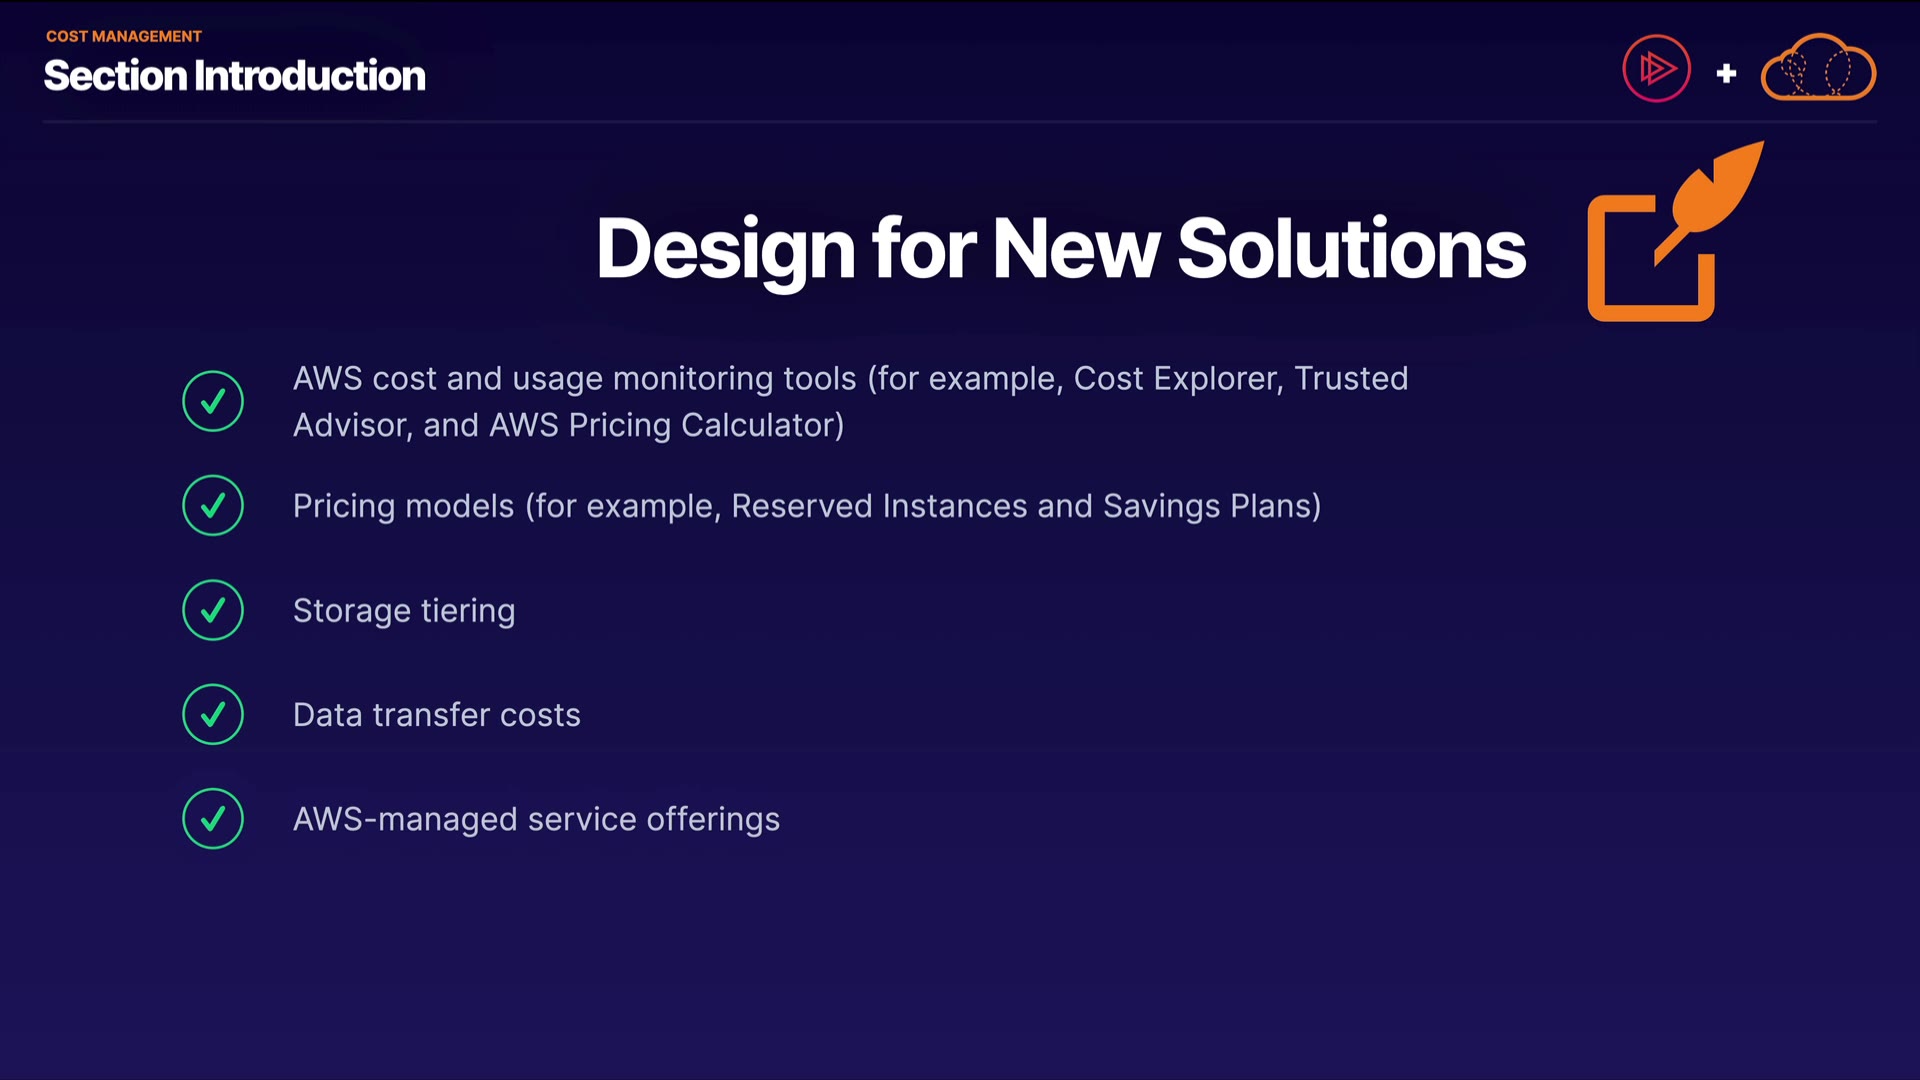 COST MANAGEMENT
Section Introduction
Design for New Solutions
AWS cost and usage monitoring tools (for example, Cost Explorer, Trusted
Advisor, and AWS Pricing Calculator)
Pricing models (for example, Reserved Instances and Savings Plans)
Storage tiering
Data transfer costs
AWS-managed service offerings